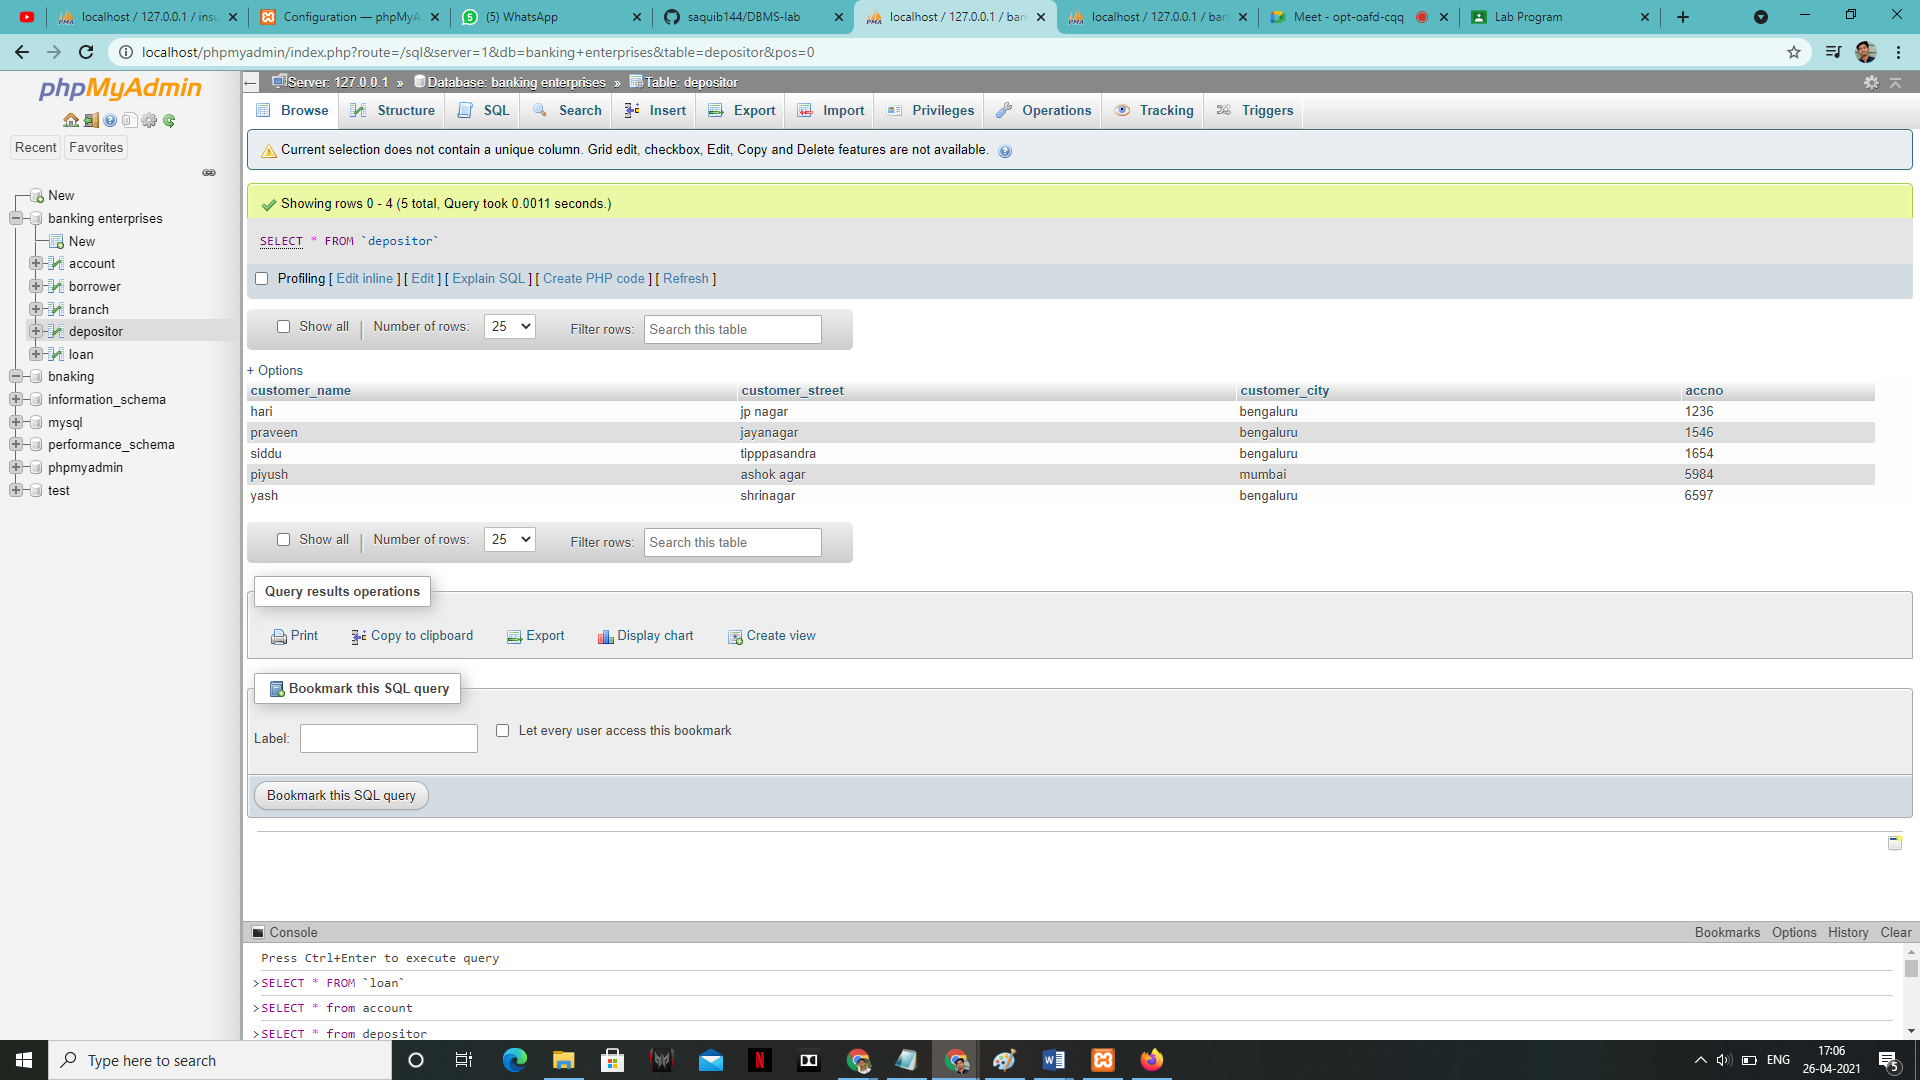 localhost / 127.0.0.1 / insu
Configuration — phpMyA
(5) WhatsApp
saquib144/DBMS-lab
localhost / 127.0.0.1 / ban
localhost / 127.0.0.1 / ban
Meet - opt-oafd-cqq
Lab Program
localhost/phpmyadmin/index.php?route=/sql&server=1&db=banking+enterprises&table=depositor&pos=0
phpMyAdmin
Recent Favorites
New
banking enterprises
New
account
borrower
branch
depositor
loan
bnaking
information_schema
mysql
performance_schema
phpmyadmin
test
Server: 127.0.0.1 » Database: banking enterprises » Table: depositor
Browse Structure SQL Search Insert Export Import Privileges Operations Tracking Triggers
Current selection does not contain a unique column. Grid edit, checkbox, Edit, Copy and Delete features are not available.
Showing rows 0 - 4 (5 total, Query took 0.0011 seconds.)
SELECT * FROM `depositor`
Profiling [ Edit inline ] [ Edit ] [ Explain SQL ] [ Create PHP code ] [ Refresh ]
Show all | Number of rows: 25 Filter rows: Search this table
+ Options
customer_name customer_street customer_city accno
hari jp nagar bengaluru 1236
praveen jayanagar bengaluru 1546
siddu tipppasandra bengaluru 1654
piyush ashok agar mumbai 5984
yash shrinagar bengaluru 6597
Show all | Number of rows: 25 Filter rows: Search this table
Query results operations
Print Copy to clipboard Export Display chart Create view
Bookmark this SQL query
Label: Let every user access this bookmark
Bookmark this SQL query
Console Bookmarks Options History Clear
Press Ctrl+Enter to execute query
>SELECT * FROM `loan`
>SELECT * from account
>SELECT * from depositor
Type here to search
ENG
17:06
26-04-2021
5